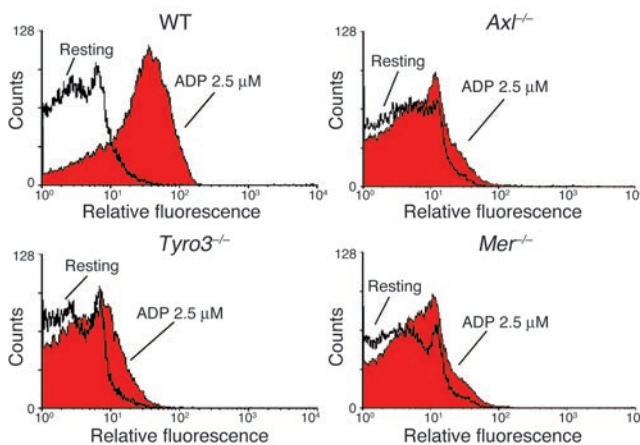 WT
128
Counts
0
Resting
ADP 2.5 μM
10⁰ 10¹ 10² 10³ 10⁴
Relative fluorescence
Axl⁻/⁻
128
Counts
0
Resting
ADP 2.5 μM
10⁰ 10¹ 10² 10³ 10
Relative fluorescence
Tyro3⁻/⁻
128
Counts
0
Resting
ADP 2.5 μM
10⁰ 10¹ 10² 10³ 10⁴
Relative fluorescence
Mer⁻/⁻
128
Counts
0
Resting
ADP 2.5 μM
10⁰ 10¹ 10² 10³ 10
Relative fluorescence